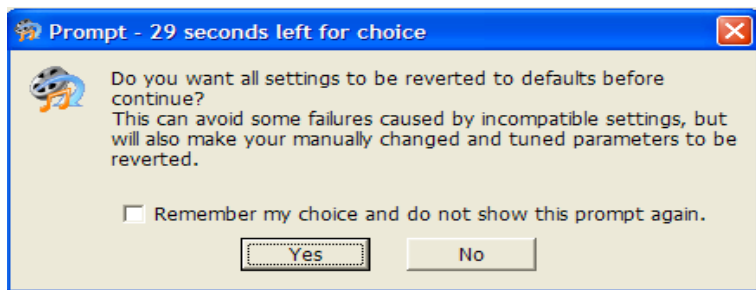 Prompt - 29 seconds left for choice
Do you want all settings to be reverted to defaults before
continue?
This can avoid some failures caused by incompatible settings, but
will also make your manually changed and tuned parameters to be
reverted.
Remember my choice and do not show this prompt again.
Yes No